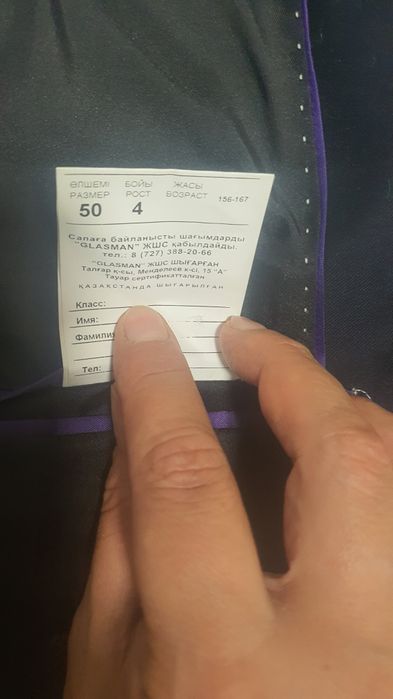 ӨЛШЕМІ БОЙЫ ЖАСЫ
РАЗМЕР РОСТ ВОЗРАСТ 156-167
50 4
Сапаға байланысты шағымдарды
"GLASMAN" ЖШС қабылдайды.
тел.: 8 (727) 388-20-66
"GLASMAN" ЖШС ШЫҒАРҒАН
Талғар қ-сы, Менделеев к-сі, 15 "А"
Тауар сертификатталған
ҚАЗАҚСТАНДА ШЫҒАРЫЛҒАН
Класс:
Имя:
Фамилия
Тел: